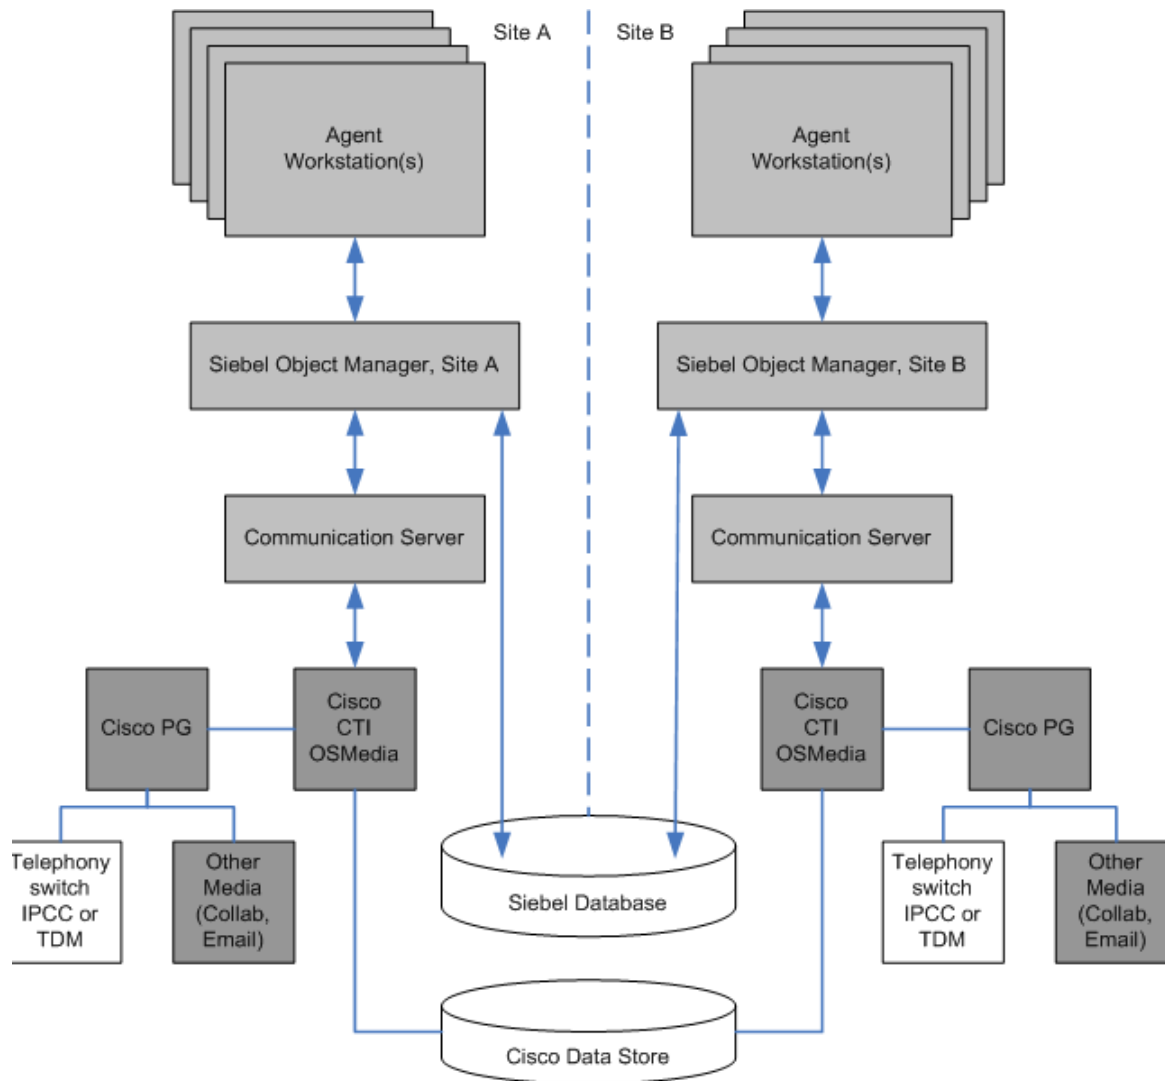 Site A
Site B
Agent
Workstation(s)
Agent
Workstation(s)
Siebel Object Manager, Site A
Siebel Object Manager, Site B
Communication Server
Communication Server
Cisco PG
Cisco
CTI
OSMedia
Cisco
CTI
OSMedia
Cisco PG
Telephony
switch
IPCC or
TDM
Other
Media
(Collab,
Email)
Siebel Database
Telephony
switch
IPCC or
TDM
Other
Media
(Collab,
Email)
Cisco Data Store